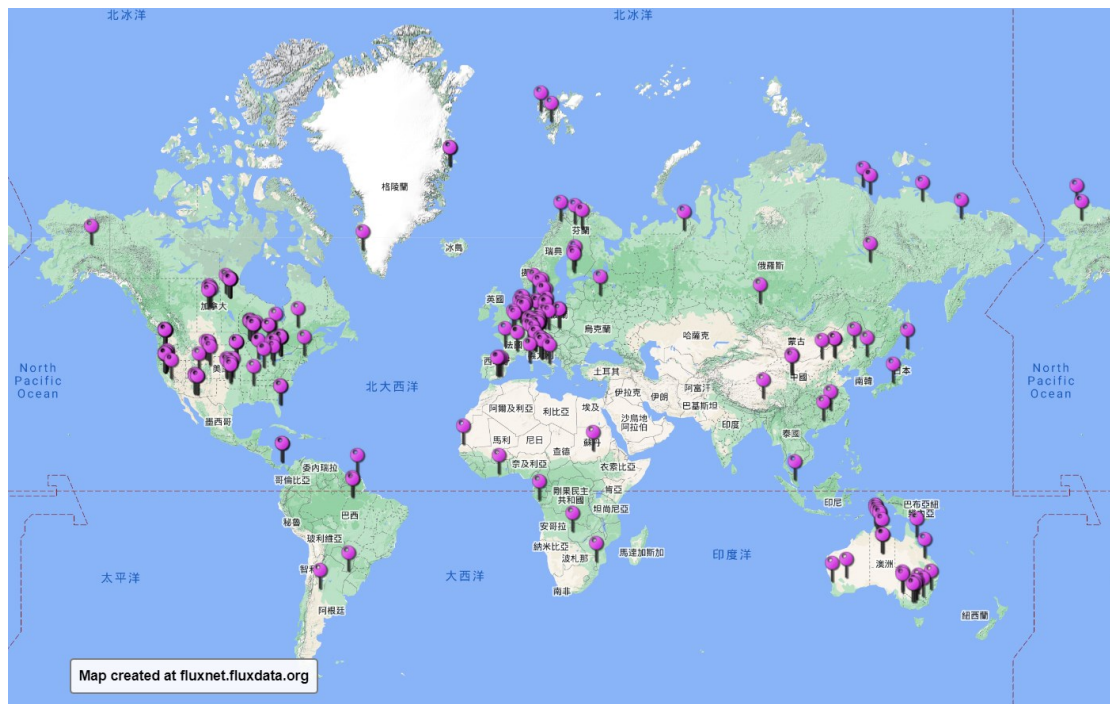 北冰洋
北冰洋
格陵蘭
冰島
芬蘭
瑞典
俄羅斯
英國
加拿大
烏克蘭
哈薩克
蒙古
法國
North
Pacific
Ocean
北大西洋
土耳其
中國
南韓
日本
North
Pacific
Ocean
伊拉克
伊朗
阿富汗
巴基斯坦
阿爾及利亞
利比亞
埃及
沙烏地
阿拉伯
印度
墨西哥
馬利
尼日
查德
蘇丹
泰國
委內瑞拉
哥倫比亞
奈及利亞
衣索比亞
剛果民主
共和國
肯亞
坦尚尼亞
印尼
巴布亞紐
秘魯
巴西
玻利維亞
安哥拉
納米比亞
波札那
馬達加斯加
印度洋
澳洲
太平洋
大西洋
智利
南非
阿根廷
紐西蘭
Map created at fluxnet.fluxdata.org